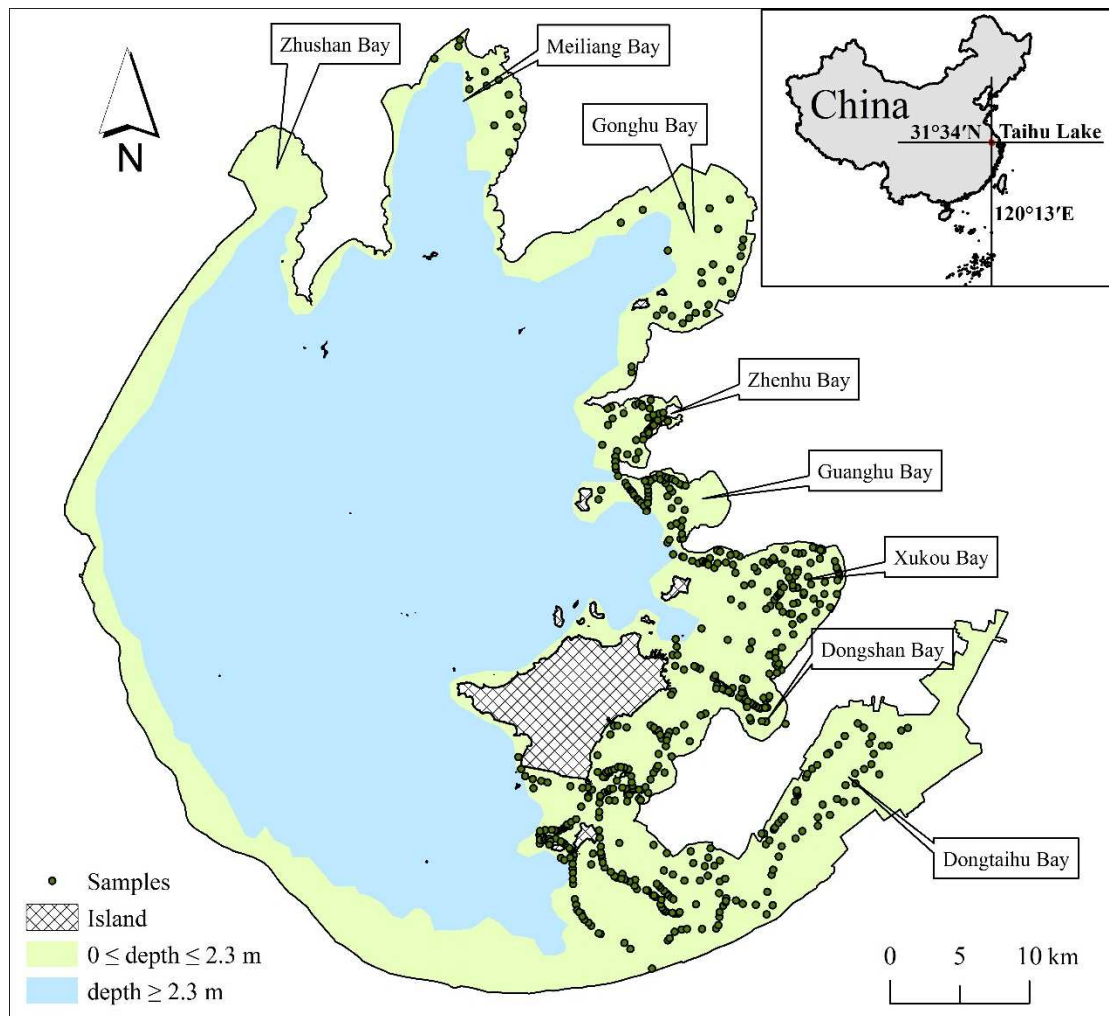 Zhushan Bay
Meiliang Bay
Gonghu Bay
China
31°34′N
Taihu Lake
120°13′E
N
Zhenhu Bay
Guanghu Bay
Xukou Bay
Dongshan Bay
Dongtaihu Bay
Samples
Island
0 ≤ depth ≤ 2.3 m
depth ≥ 2.3 m
0 5 10 km